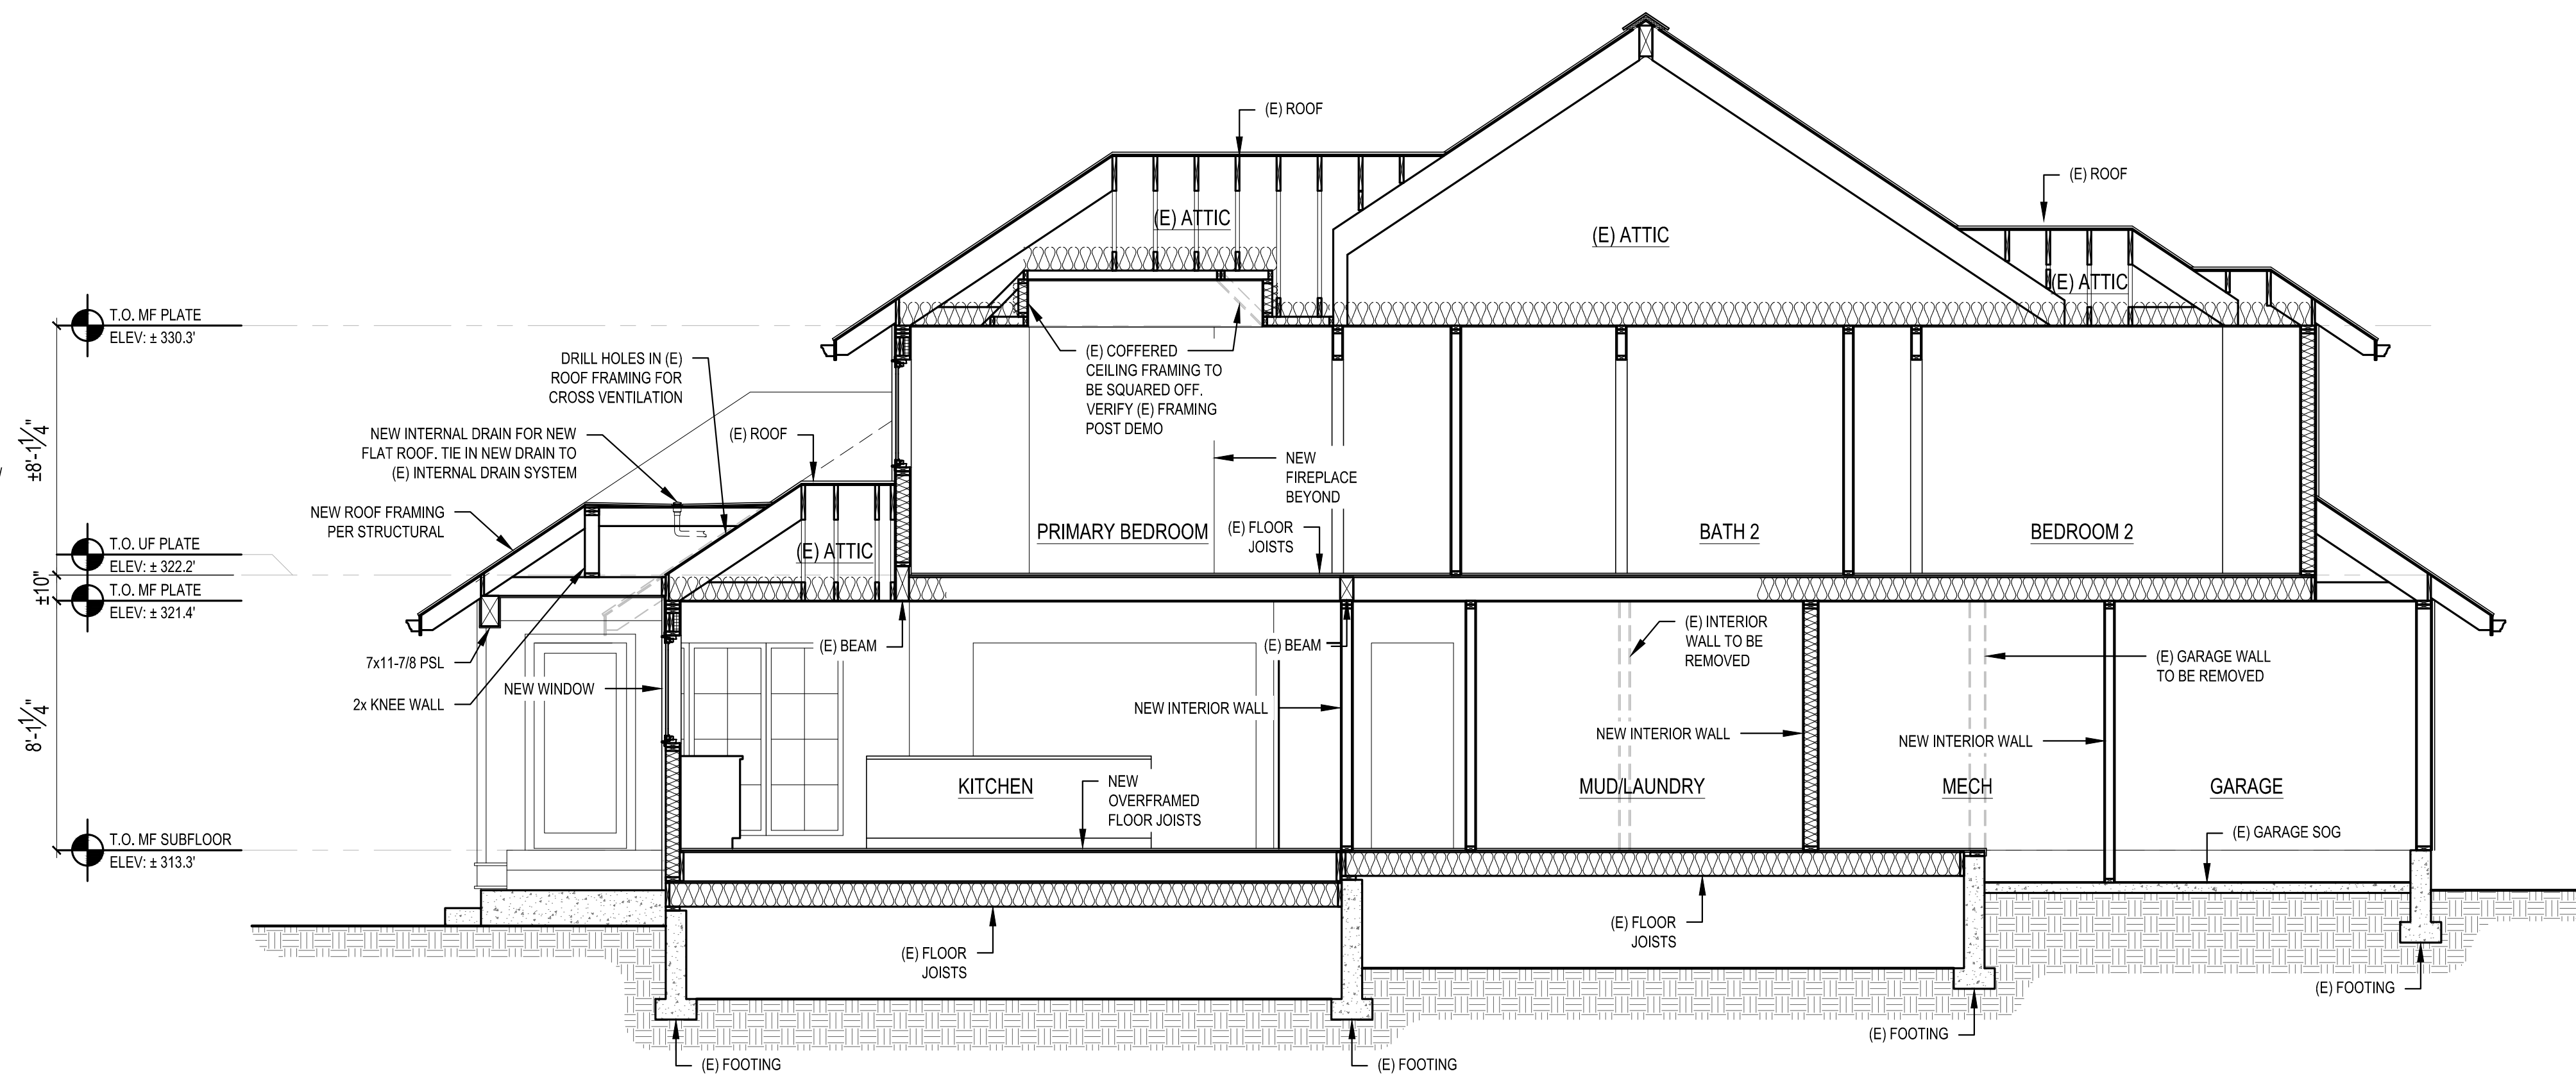 (E) ROOF
(E) ROOF
(E) ATTIC
(E) ATTIC
(E) ATTIC
T.O. MF PLATE
ELEV: ± 330.3'
DRILL HOLES IN (E)
ROOF FRAMING FOR
CROSS VENTILATION
(E) COFFERED
CEILING FRAMING TO
BE SQUARED OFF.
VERIFY (E) FRAMING
POST DEMO
±8'-1 1/4"
NEW INTERNAL DRAIN FOR NEW
FLAT ROOF. TIE IN NEW DRAIN TO
(E) INTERNAL DRAIN SYSTEM
(E) ROOF
NEW
FIREPLACE
BEYOND
NEW ROOF FRAMING
PER STRUCTURAL
PRIMARY BEDROOM
(E) FLOOR
JOISTS
BATH 2
BEDROOM 2
T.O. UF PLATE
ELEV: ± 322.2'
(E) ATTIC
±10"
T.O. MF PLATE
ELEV: ± 321.4'
7x11-7/8 PSL
(E) BEAM
(E) BEAM
(E) INTERIOR
WALL TO BE
REMOVED
(E) GARAGE WALL
TO BE REMOVED
NEW WINDOW
2x KNEE WALL
NEW INTERIOR WALL
NEW INTERIOR WALL
NEW INTERIOR WALL
8'-1 1/4"
KITCHEN
NEW
OVERFRAMED
FLOOR JOISTS
MUD/LAUNDRY
MECH
GARAGE
T.O. MF SUBFLOOR
ELEV: ± 313.3'
(E) GARAGE SOG
(E) FLOOR
JOISTS
(E) FLOOR
JOISTS
(E) FOOTING
(E) FOOTING
(E) FOOTING
(E) FOOTING